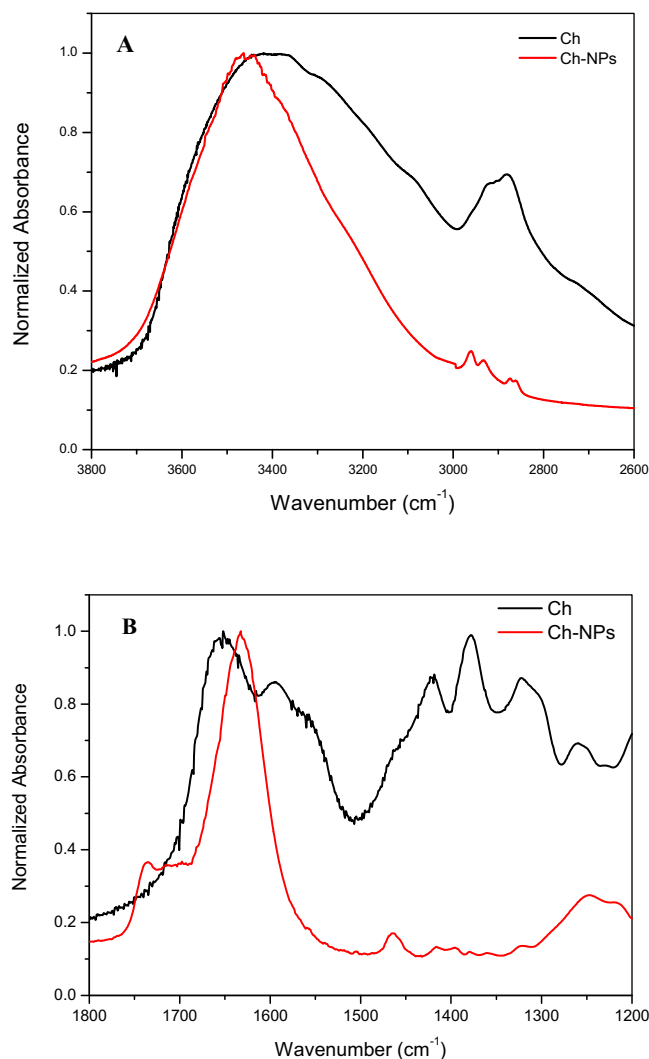 A
Ch
Ch-NPs
1.0
0.8
0.6
0.4
0.2
0.0
Normalized Absorbance
3800 3600 3400 3200 3000 2800 2600
Wavenumber (cm⁻¹)
B
Ch
Ch-NPs
1.0
0.8
0.6
0.4
0.2
0.0
Normalized Absorbance
1800 1700 1600 1500 1400 1300 1200
Wavenumber (cm⁻¹)